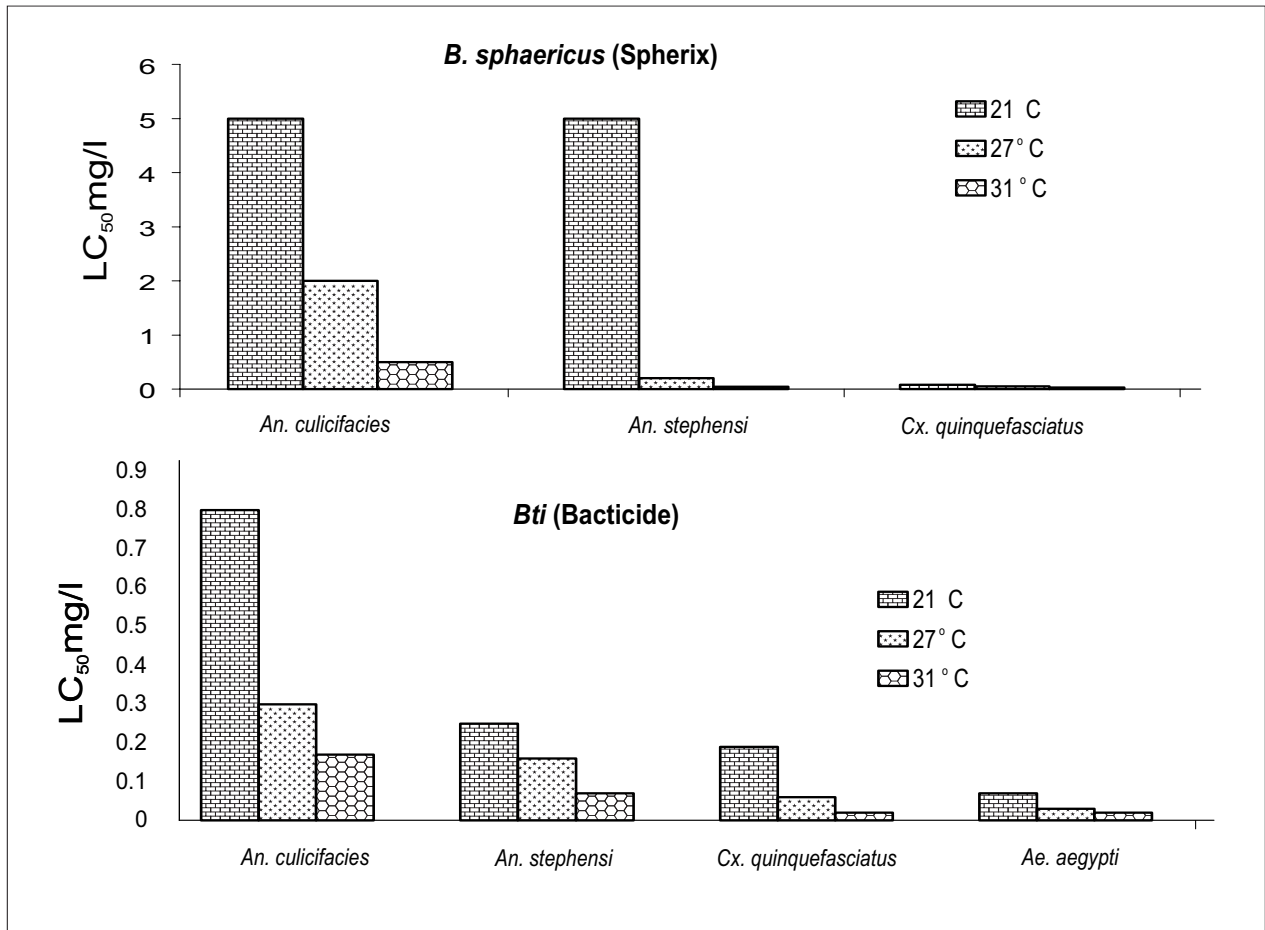 B. sphaericus (Spherix)
6
5
4
3
2
1
0
LC₅₀mg/l
21 C
27° C
31 ° C
An. culicifacies
An. stephensi
Cx. quinquefasciatus
Bti (Bacticide)
0.9
0.8
0.7
0.6
0.5
0.4
0.3
0.2
0.1
0
LC₅₀mg/l
21 C
27° C
31 ° C
An. culicifacies
An. stephensi
Cx. quinquefasciatus
Ae. aegypti